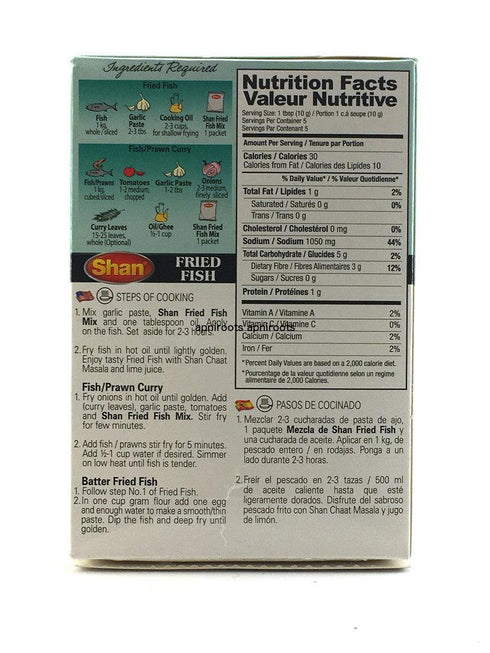 Ingredients Required
Fried Fish
Fish
1 kg,
whole/sliced
Garlic
Paste
2-3 tbs
Cooking Oil
2-3 cups,
for shallow frying
Shan Fried
Fish Mix
1 packet
Fish/Prawn Curry
Fish/Prawns
1 kg,
cubed/sliced
Tomatoes
1-2 medium,
chopped
Garlic Paste
1-2 tbs
Onions
2-3 medium,
finely sliced
Curry Leaves
15-25 leaves,
whole (Optional)
Oil/Ghee
½-1 cup
Shan Fried
Fish Mix
1 packet
Shan
FRIED
FISH
STEPS OF COOKING
1. Mix garlic paste, Shan Fried Fish
Mix and one tablespoon oil. Apply
on the fish. Set aside for 2-3 hours.
2. Fry fish in hot oil until lightly golden.
Enjoy tasty Fried Fish with Shan Chaat
Masala and lime juice.
Fish/Prawn Curry
1. Fry onions in hot oil until golden. Add
(curry leaves), garlic paste, tomatoes
and Shan Fried Fish Mix. Stir fry
for few minutes.
2. Add fish / prawns stir fry for 5 minutes.
Add ½-1 cup water if desired. Simmer
on low heat until fish is tender.
Batter Fried Fish
1. Follow step No.1 of Fried Fish.
2. In one cup gram flour add one egg
and enough water to make a smooth/thin
paste. Dip the fish and deep fry until
golden.
Nutrition Facts
Valeur Nutritive
Serving Size: 1 tbsp (10 g) / Portion 1 c.á soupe (10 g)
Servings Per Container 5
Servings Par Contenant 5
Amount Per Serving / Tenure par Portion
Calories / Calories 30
Calories from Fat / Calories des Lipides 10
% Daily Value* / % Valeur Quotidienne*
Total Fat / Lipides 1 g 2%
Saturated / Saturés 0 g 0%
Trans / Trans 0 g
Cholesterol / Cholestérol 0 mg 0%
Sodium / Sodium 1050 mg 44%
Total Carbohydrate / Glucides 5 g 2%
Dietary Fibre / Fibres Alimentaires 3 g 12%
Sugars / Sucres 0 g
Protein / Protéines 1 g
Vitamin A / Vitamine A 2%
Vitamin C / Vitamine C 0%
Calcium / Calcium 2%
Iron / Fer 2%
* Percent Daily Values are based on a 2,000 calorie diet.
* Pourcentage de la valeur quotidienne selon un regime
alimentaire de 2,000 Calories.
apniroots apniroots
PASOS DE COCINADO
1. Mezclar 2-3 cucharadas de pasta de ajo,
1 paquete Mezcla de Shan Fried Fish y
una cucharada de aceite. Aplicar en 1 kg, de
pescado entero / en rodajas. Ponga a un
lado durante 2-3 horas.
2. Freír el pescado en 2-3 tazas / 500 ml
de aceite caliente hasta que esté
ligeramente dorados. Disfrute del sabroso
pescado frito con Shan Chaat Masala y jugo
de limón.